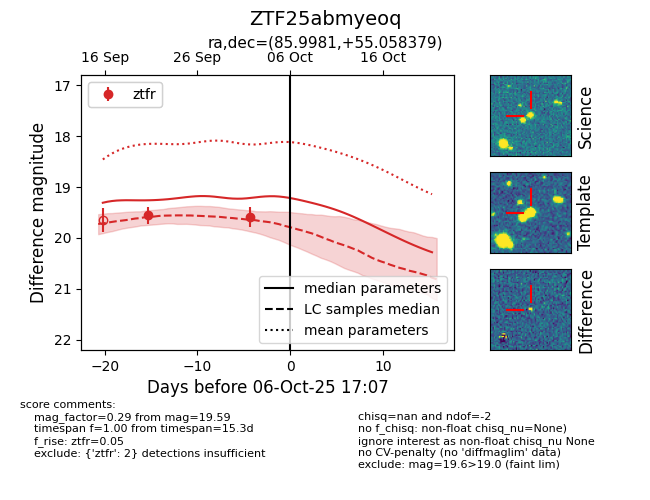 ZTF25abmyeoq
ra,dec=(85.9981,+55.058379)
16 Sep 26 Sep 06 Oct 16 Oct
17
18
19
20
21
22
Difference magnitude
ztfr
median parameters
LC samples median
mean parameters
−20 −10 0 10
Days before 06-Oct-25 17:07
Science
Template
Difference
score comments:
mag_factor=0.29 from mag=19.59
timespan f=1.00 from timespan=15.3d
f_rise: ztfr=0.05
exclude: {'ztfr': 2} detections insufficient
chisq=nan and ndof=-2
no f_chisq: non-float chisq_nu=None)
ignore interest as non-float chisq_nu None
no CV-penalty (no 'diffmaglim' data)
exclude: mag=19.6>19.0 (faint lim)